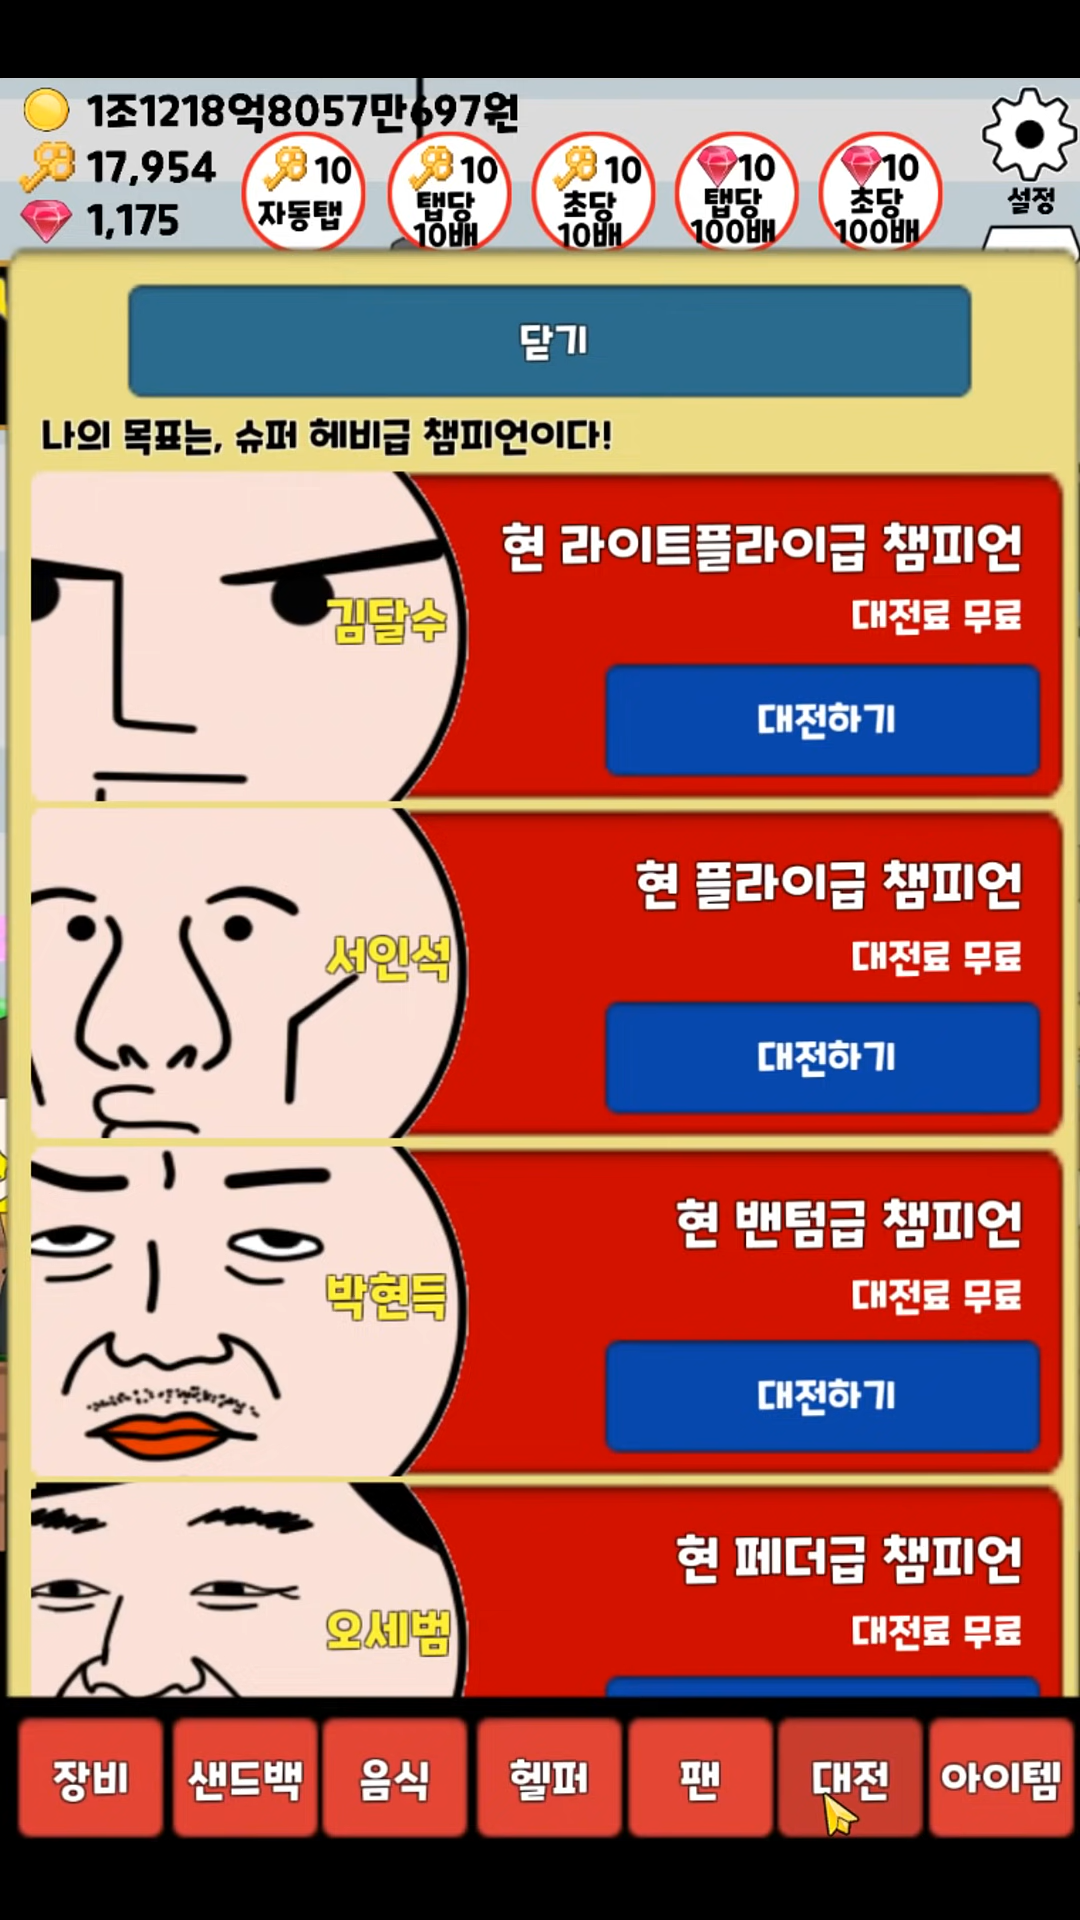 1조1218억8057만697원
17,954
1,175
10
자동탭
10
탭당
10배
10
초당
10배
10
탭당
100배
10
초당
100배
설정
닫기
나의 목표는, 슈퍼 헤비급 챔피언이다!
현 라이트플라이급 챔피언
김달수
대전료 무료
대전하기
현 플라이급 챔피언
서인석
대전료 무료
대전하기
현 밴텀급 챔피언
박현득
대전료 무료
대전하기
현 페더급 챔피언
오세범
대전료 무료
장비
샌드백
음식
헬퍼
팬
대전
아이템